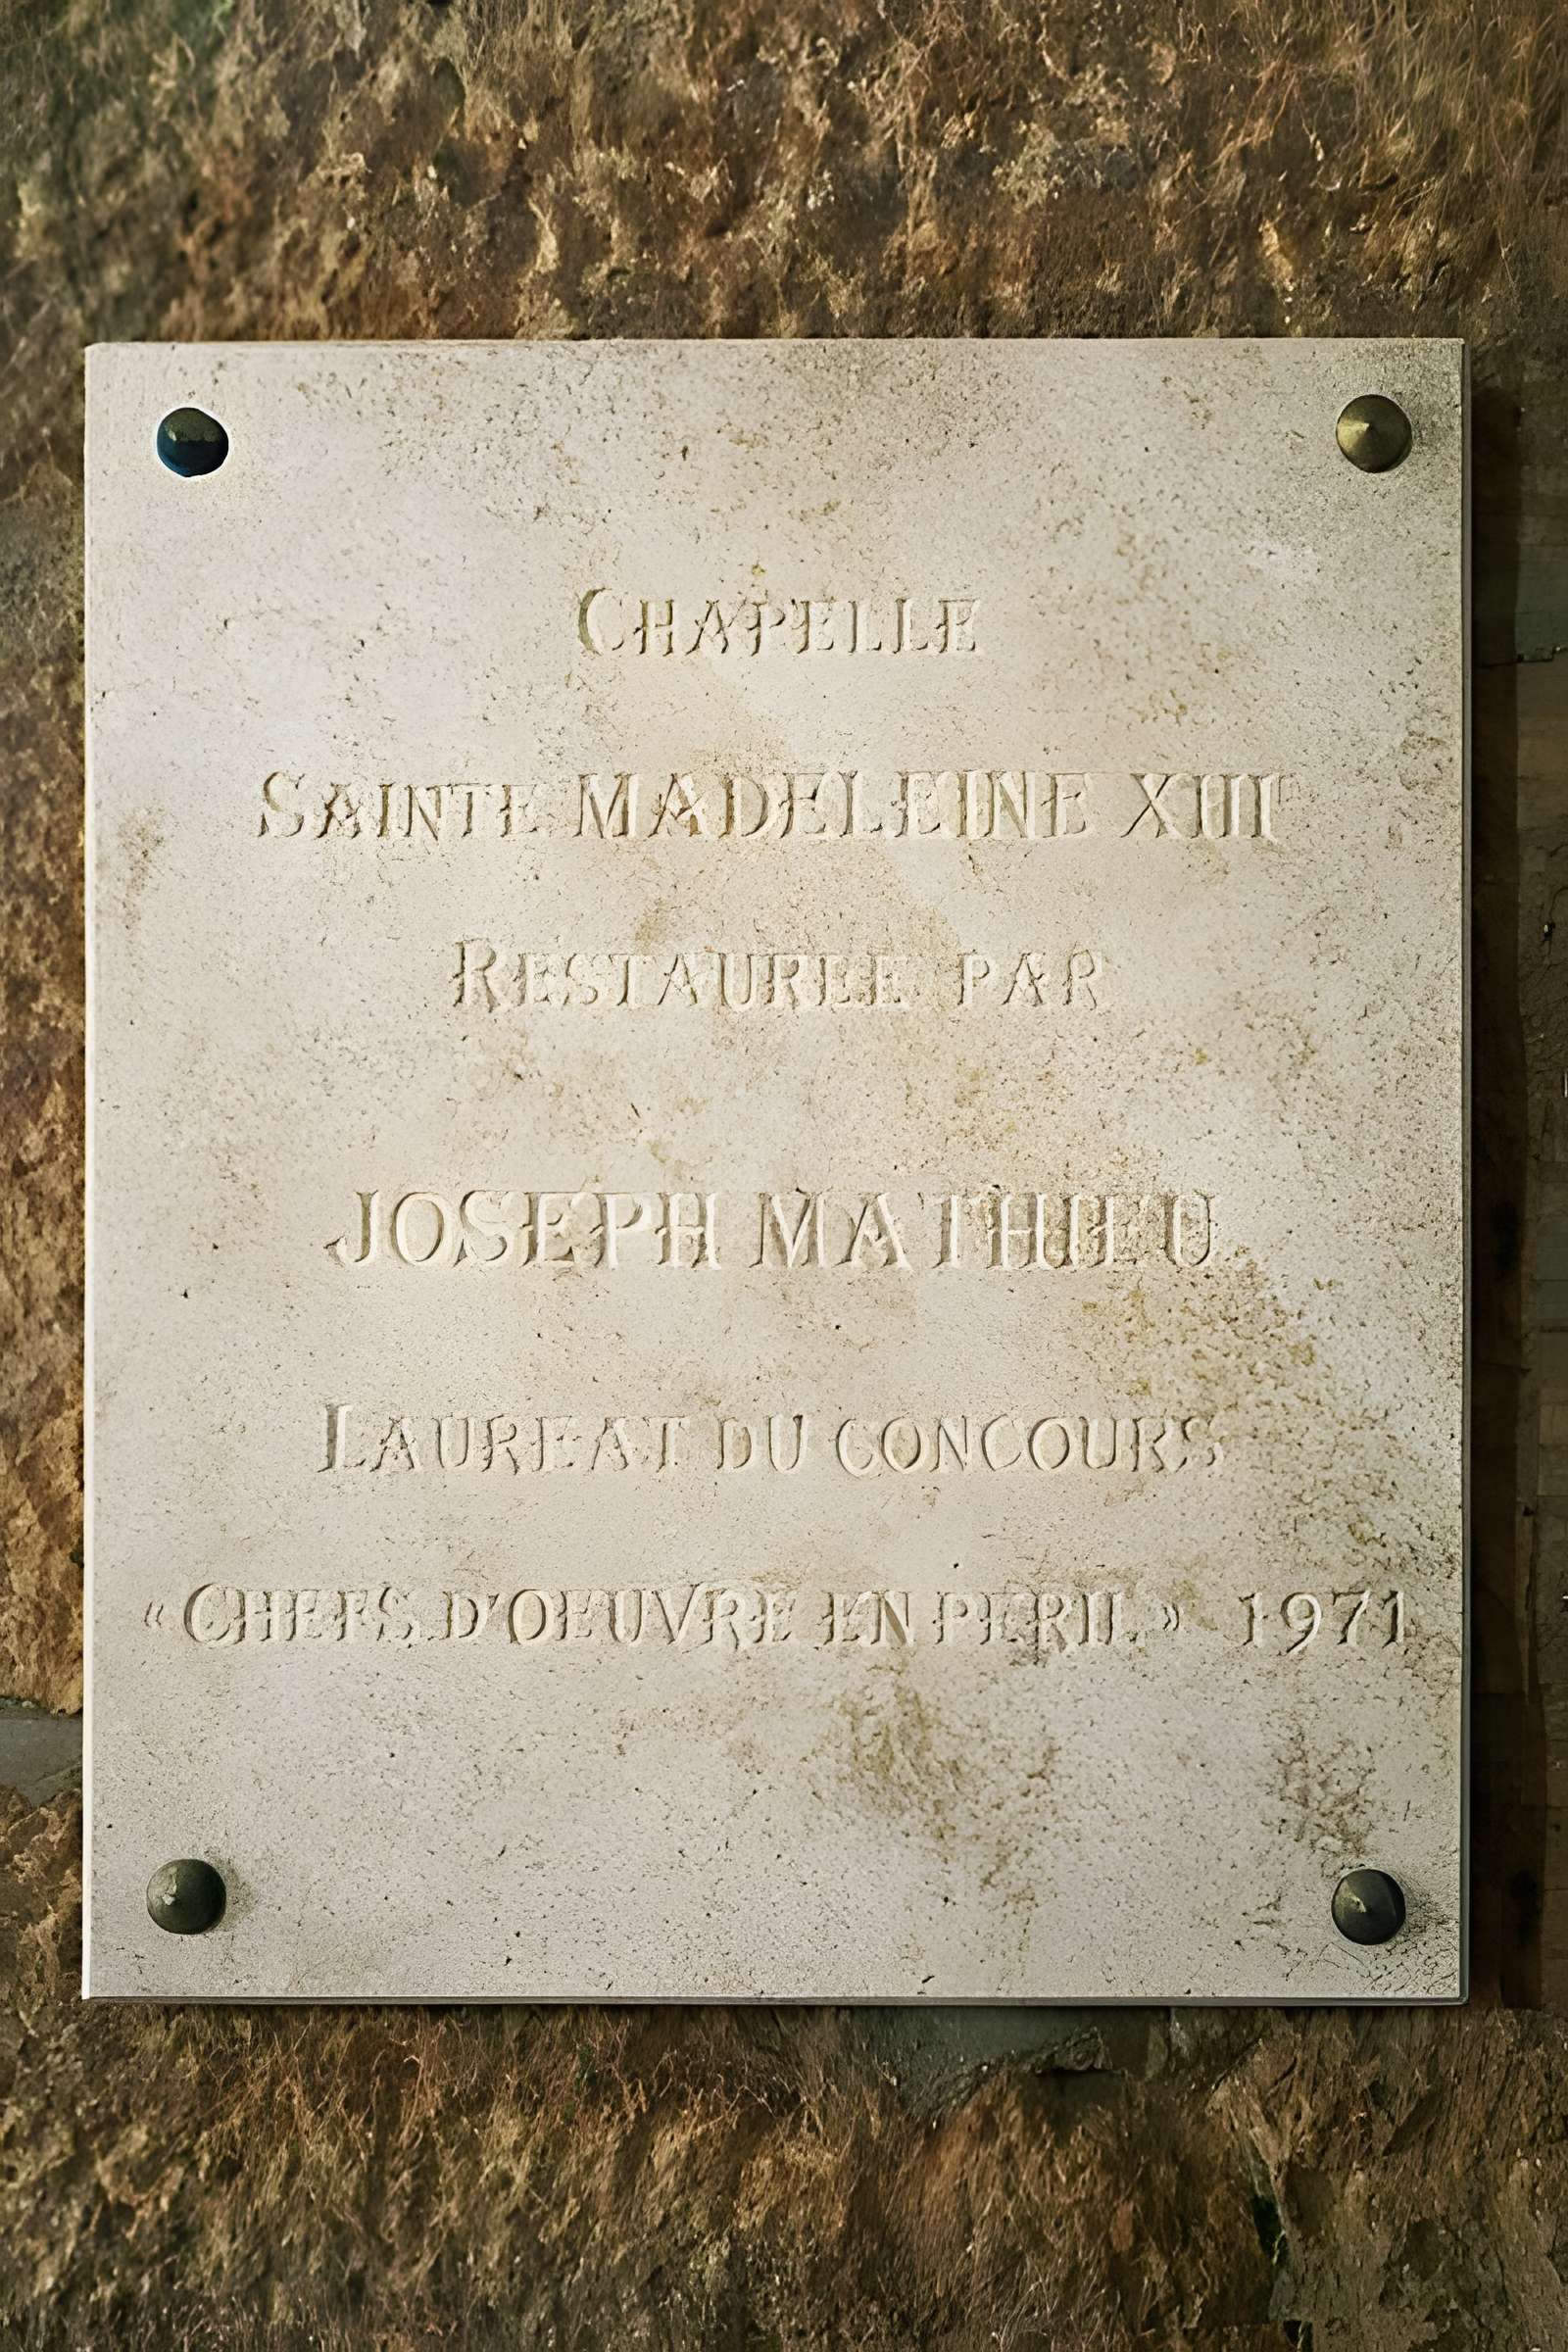 CHAPELLE
SAINTE MADELEINE XIII
RESTAUREE PAR
JOSEPH MATHIEU
LAUREAT DU CONCOURS
« CHEFS D'OEUVRE EN PERIL » 1971